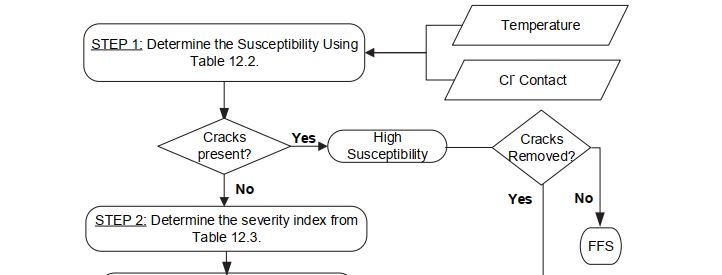 STEP 1: Determine the Susceptibility Using
Table 12.2.
Temperature
Cl⁻ Contact
Cracks
present?
Yes
High
Susceptibility
Cracks
Removed?
No
Yes
No
STEP 2: Determine the severity index from
Table 12.3.
FFS